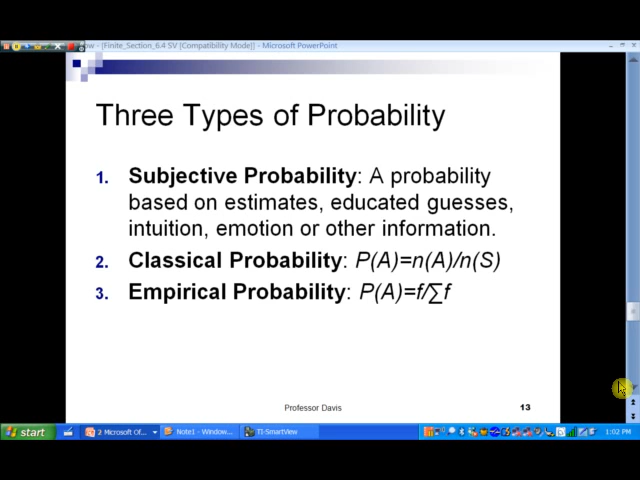 ow - [Finite_Section_6.4 SV [Compatibility Mode]] - Microsoft PowerPoint
Three Types of Probability
1. Subjective Probability: A probability
based on estimates, educated guesses,
intuition, emotion or other information.
2. Classical Probability: P(A)=n(A)/n(S)
3. Empirical Probability: P(A)=f/∑f
Professor Davis 13
start 2 Microsoft Of... Note1 - Window... TI-SmartView 1:02 PM